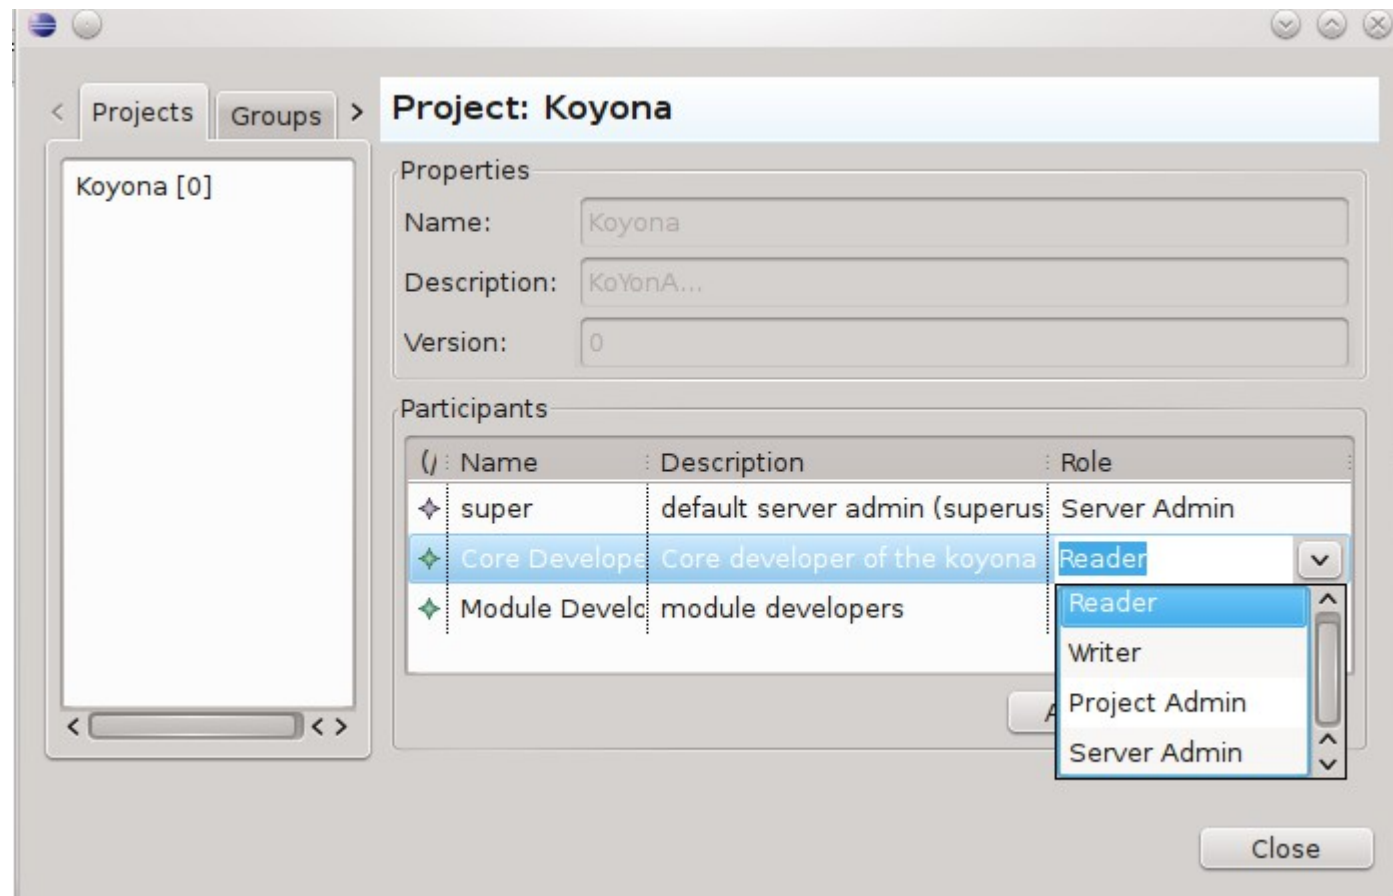 Projects
Groups
Project: Koyona
Koyona [0]
Properties
Name:
Koyona
Description:
KoYonA...
Version:
0
Participants
Name
Description
Role
super
default server admin (superus
Server Admin
Core Develope
Core developer of the koyona
Reader
Module Develo
module developers
Reader
Writer
Project Admin
Server Admin
A
Close